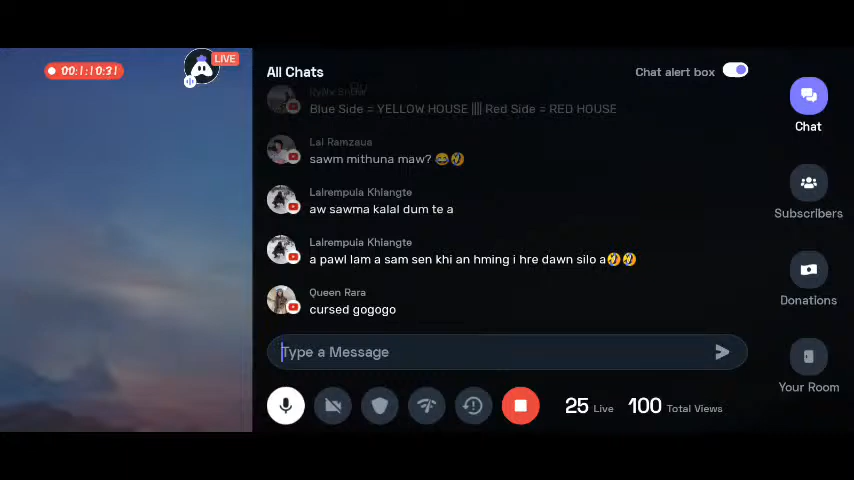 00:1:10:31
LIVE
All Chats
Chat alert box
Blue Side = YELLOW HOUSE |||| Red Side = RED HOUSE
Chat
Lal Ramzaua
sawm mithuna maw? 😂🤣
Lalrempuia Khiangte
aw sawma kalal dum te a
Subscribers
Lalrempuia Khiangte
a pawl lam a sam sen khi an hming i hre dawn silo a🤣🤣
Queen Rara
cursed gogogo
Donations
Type a Message
Your Room
25 Live 100 Total Views